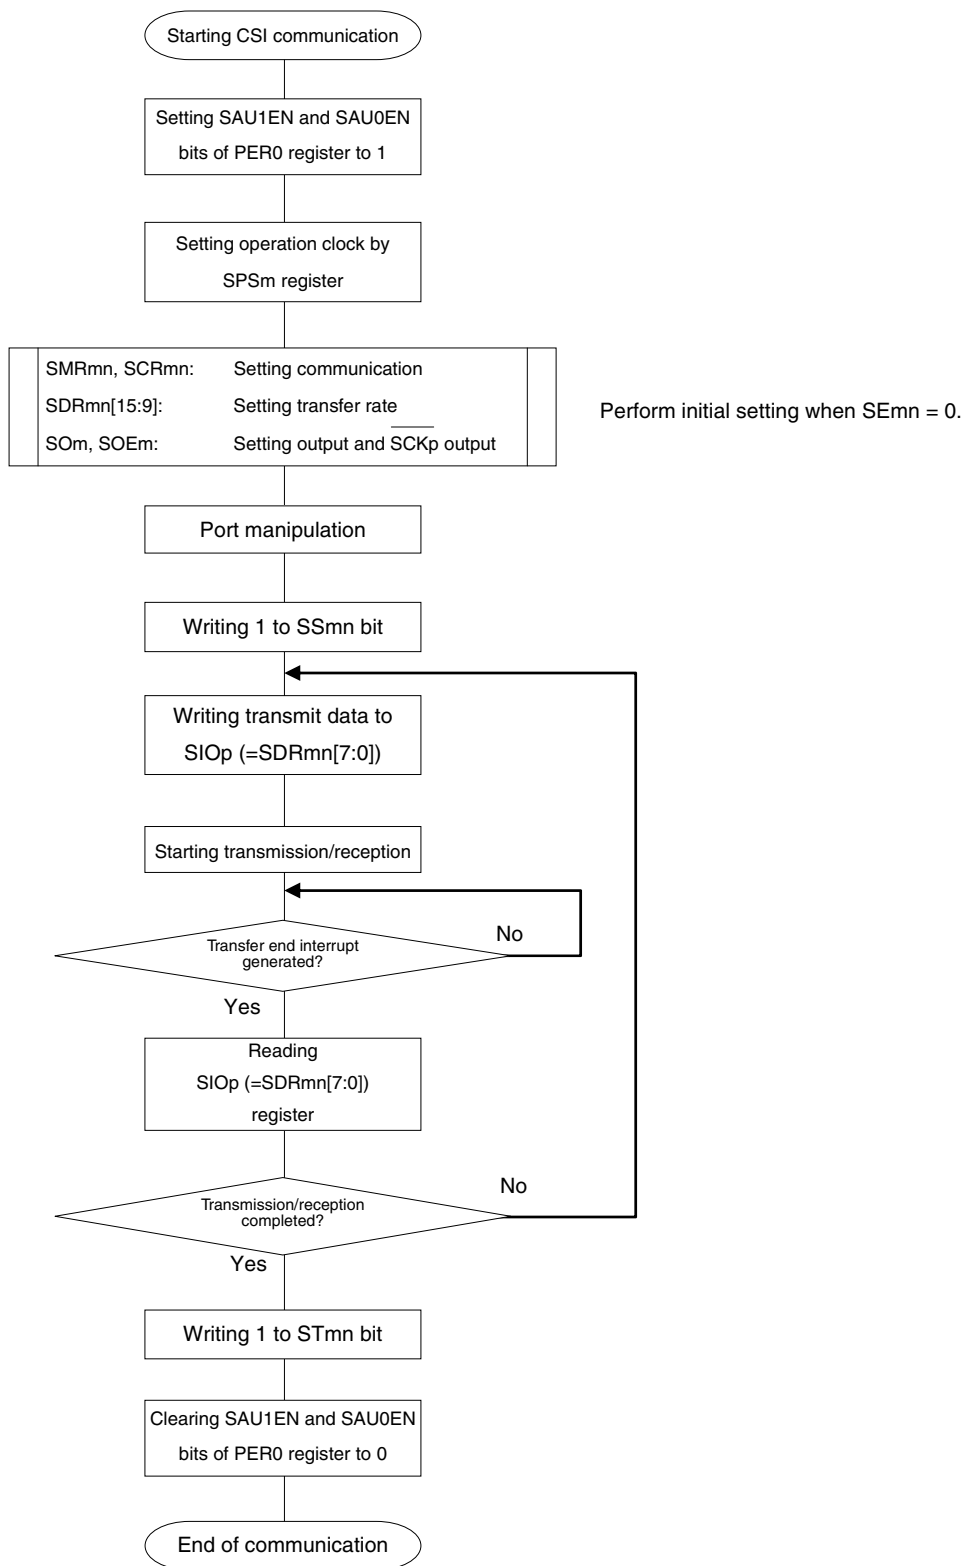 Starting CSI communication
Setting SAU1EN and SAU0EN
bits of PER0 register to 1
Setting operation clock by
SPSm register
SMRmn, SCRmn: Setting communication
SDRmn[15:9]: Setting transfer rate
SOm, SOEm: Setting output and SCKp output
Perform initial setting when SEmn = 0.
Port manipulation
Writing 1 to SSmn bit
Writing transmit data to
SIOp (=SDRmn[7:0])
Starting transmission/reception
Transfer end interrupt
generated?
No
Yes
Reading
SIOp (=SDRmn[7:0])
register
Transmission/reception
completed?
No
Yes
Writing 1 to STmn bit
Clearing SAU1EN and SAU0EN
bits of PER0 register to 0
End of communication